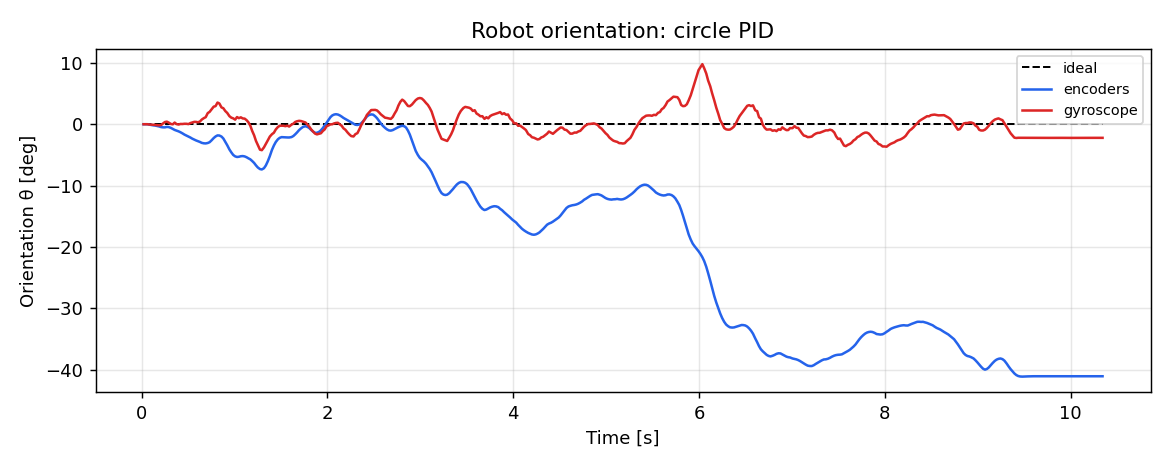 Robot orientation: circle PID
Orientation θ [deg]
10
0
−10
−20
−30
−40
0 2 4 6 8 10
Time [s]
ideal
encoders
gyroscope